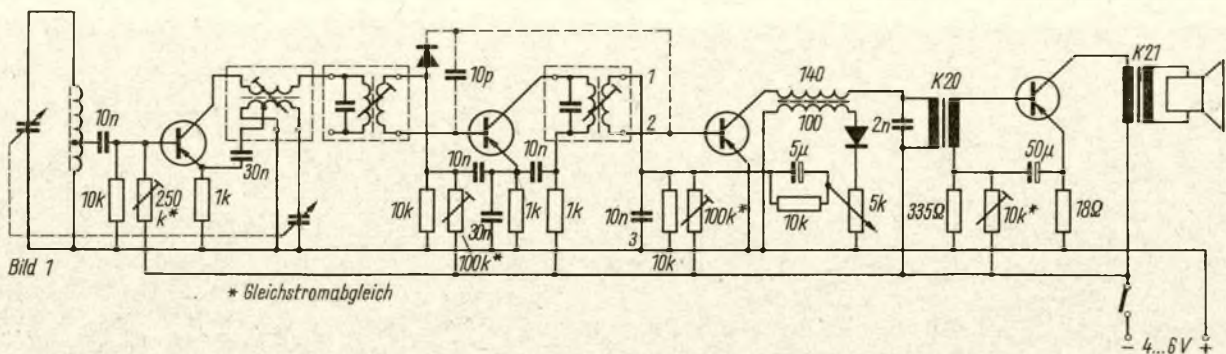 10n
10k
250
k*
1k
30n
10p
10n
10n
10k
30n
100k*
1k
1k
1
2
3
10n
10k
100k*
140
100
5µ
10k
5k
2n
K20
335Ω
10k*
50µ
18Ω
K21
Bild 1
* Gleichstromabgleich
− 4...6V +